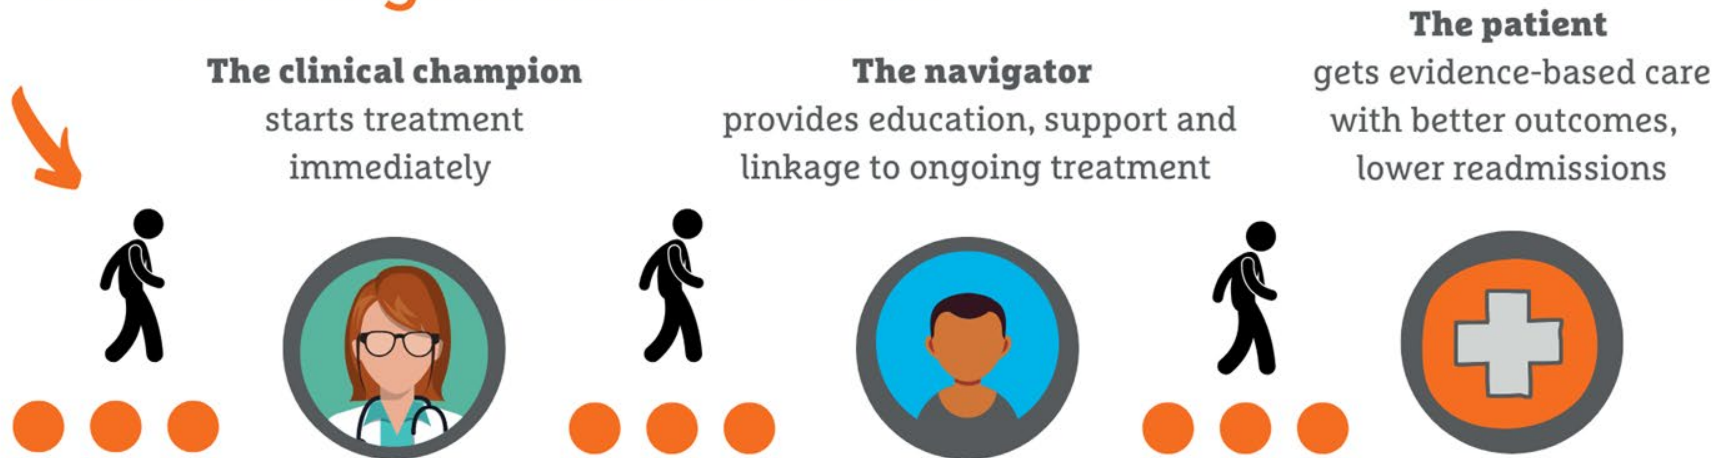 The clinical champion
starts treatment
immediately
The navigator
provides education, support and
linkage to ongoing treatment
The patient
gets evidence-based care
with better outcomes,
lower readmissions